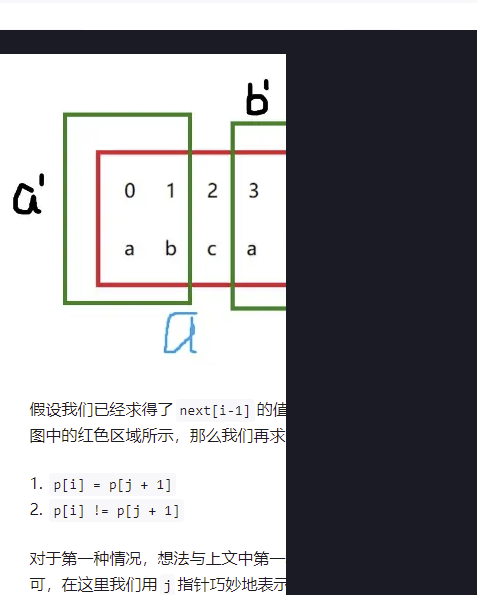 b'
a'
0 1 2 3
a b c a
a
假设我们已经求得了 next[i-1] 的值
图中的红色区域所示，那么我们再求
1. p[i] = p[j + 1]
2. p[i] != p[j + 1]
对于第一种情况，想法与上文中第一
可，在这里我们用 j 指针巧妙地表示